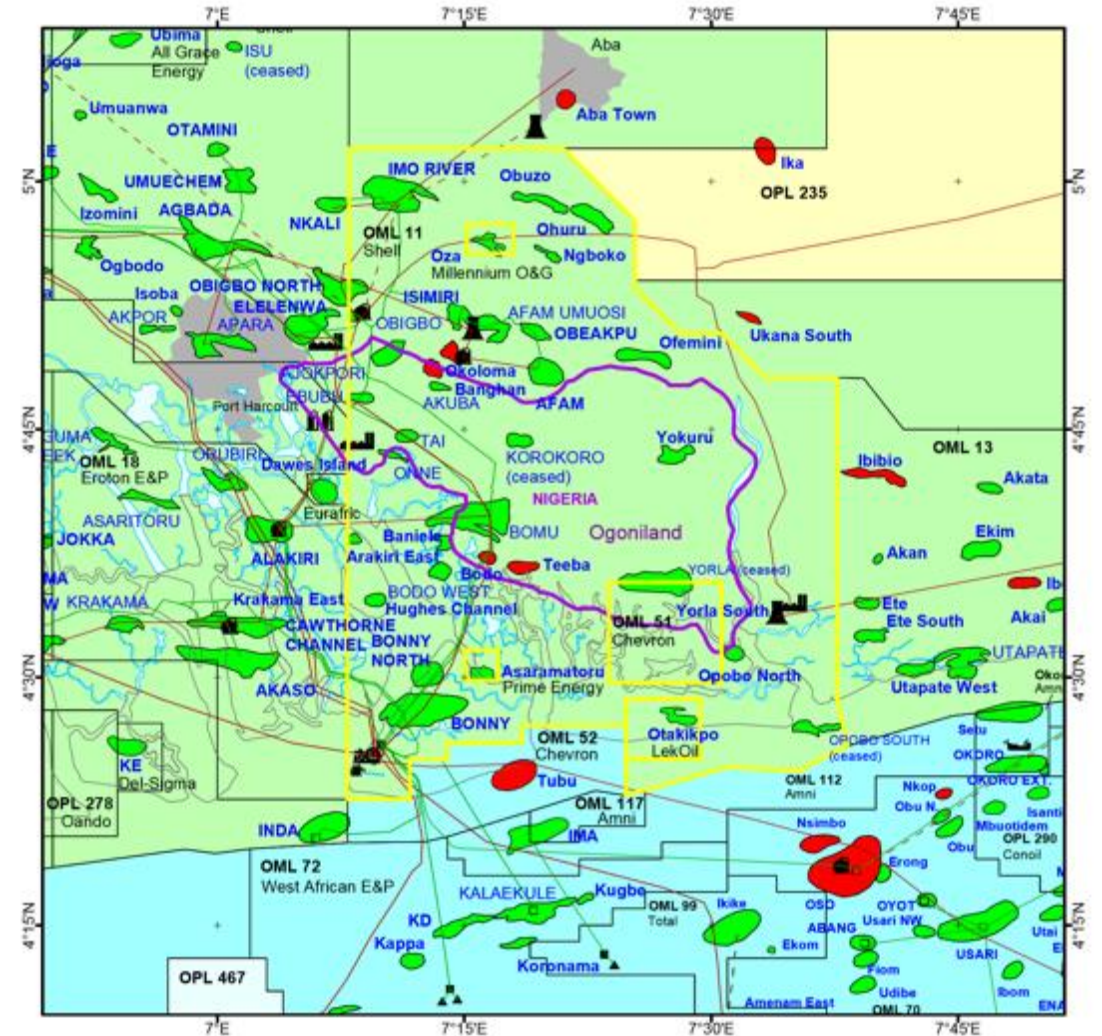 7°E 7°15'E 7°30'E 7°45'E
Ubima
All Grace
Energy
ISU
(ceased)
Aba
Umuanwa
Aba Town
OTAMINI
Ika
5°N
5°N
IMO RIVER
Obuzo
OPL 235
UMUECHEM
Izomini
AGBADA
NKALI
OML 11
Shell
Ohuru
Oza
Millennium O&G
Ngboko
Ogbodo
OBIGBO NORTH
Isoba
ELELENWA
ISIMIRI
AKPOR
APARA
OBIGBO
AFAM UMUOSI
OBEAKPU
Ofemini
Ukana South
AJOKPORI
Okoloma
Banghan
EBUBU
AKUBA
AFAM
Port Harcourt
4°45'N
4°45'N
OML 18
Eroton E&P
ORUBIRI
TAI
Yokuru
OML 13
Dawes Island
ONNE
KOROKORO
(ceased)
Ibibio
Akata
Eurafric
NIGERIA
ASARITORU
BOMU
Ogoniland
JOKKA
ALAKIRI
Baniele
Arakiri East
Akan
Ekim
Bodo
Teeba
YORLA (ceased)
BODO WEST
KRAKAMA
Krakama East
Hughes Channel
Yorla South
Ete
Ete South
Akai
CAWTHORNE
CHANNEL
BONNY
NORTH
OML 51
Chevron
UTAPATE
4°30'N
4°30'N
Asaramatoru
Prime Energy
Opobo North
Utapate West
AKASO
BONNY
Otakikpo
LekOil
OPOBO SOUTH
(ceased)
Setu
OKORO
KE
Del-Sigma
OML 52
Chevron
OKORO EXT.
OPL 278
Oando
Tubu
OML 112
Amni
Nkop
Obu N.
OML 117
Amni
Mbuotidem
INDA
IMA
Nsimbo
Obu
OPL 290
Conoil
OML 72
West African E&P
Erong
KALAEKULE
Kugbo
OML 99
Total
Ikike
OSO
OYOT
KD
ABANG
Usari NW
4°15'N
4°15'N
Kappa
Ekom
USARI
Koronama
Fiom
OPL 467
Udibe
Ibom
Amenam East
OML 70
7°E 7°15'E 7°30'E 7°45'E